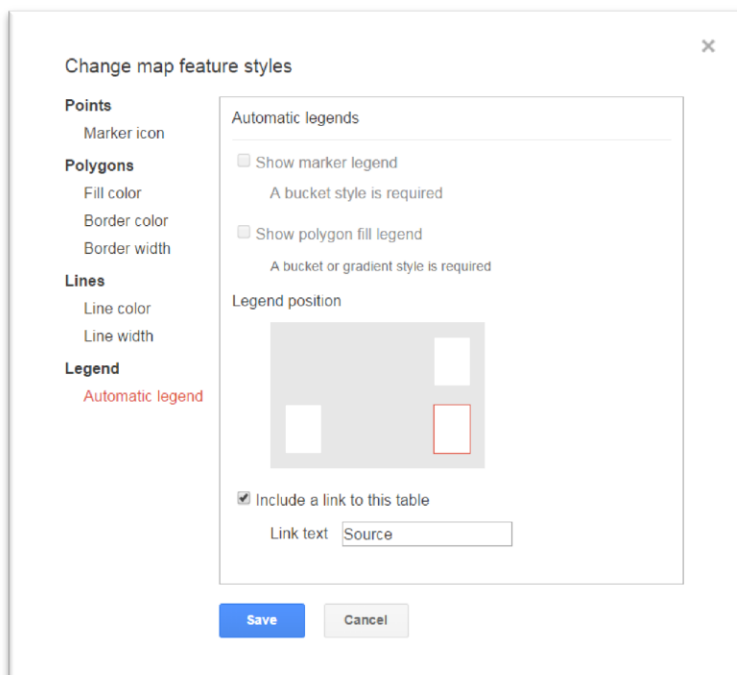 ×
Change map feature styles
Points
Marker icon
Polygons
Fill color
Border color
Border width
Lines
Line color
Line width
Legend
Automatic legend
Automatic legends
Show marker legend
A bucket style is required
Show polygon fill legend
A bucket or gradient style is required
Legend position
Include a link to this table
Link text Source
Save Cancel